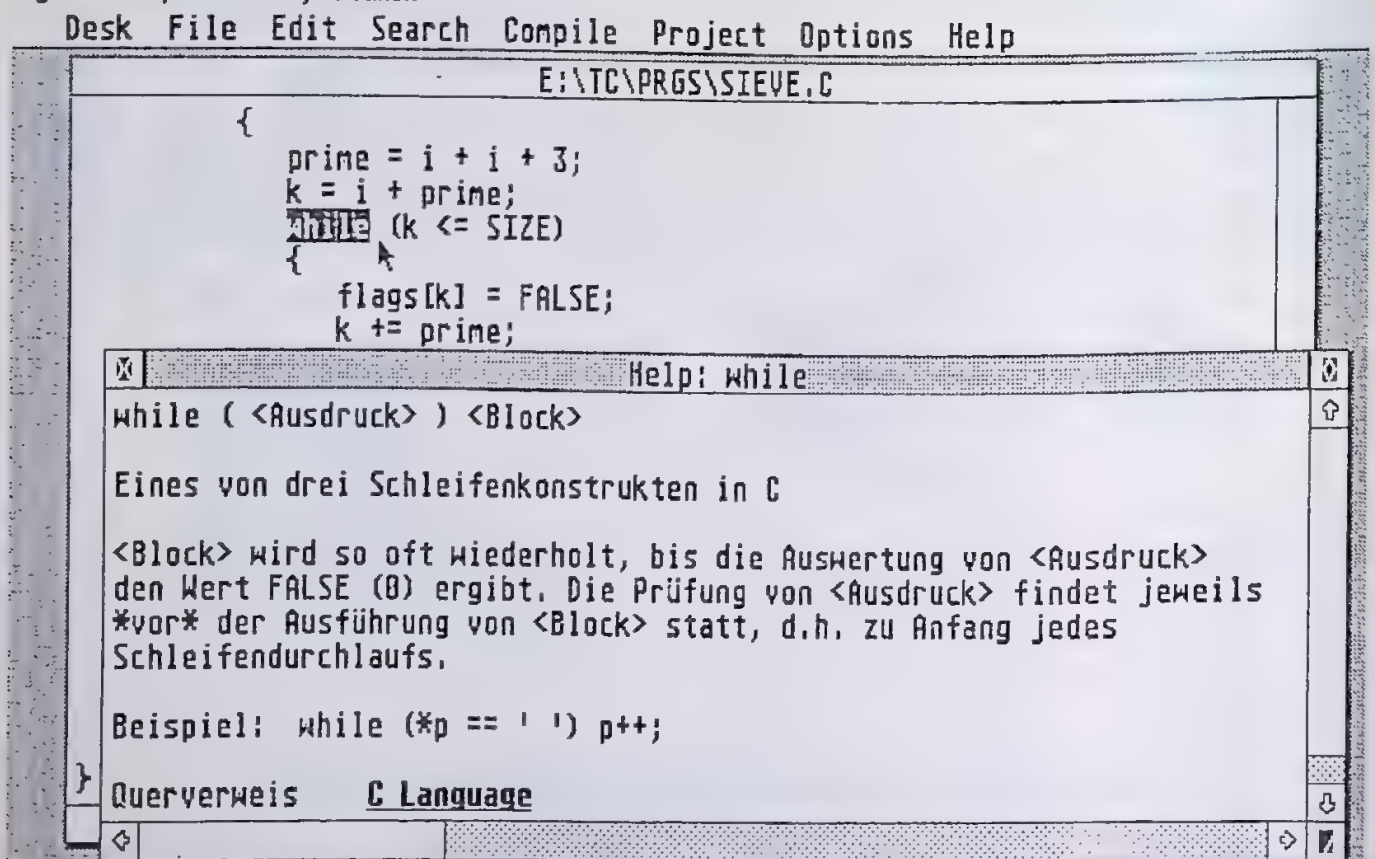 Desk File Edit Search Compile Project Options Help
E:\TC\PRGS\SIEVE.C
{
prime = i + i + 3;
k = i + prime;
while (k <= SIZE)
{
flags[k] = FALSE;
k += prime;
Help: while
while ( <Ausdruck> ) <Block>
Eines von drei Schleifenkonstrukten in C
<Block> wird so oft wiederholt, bis die Auswertung von <Ausdruck>
den Wert FALSE (0) ergibt. Die Prüfung von <Ausdruck> findet jeweils
*vor* der Ausführung von <Block> statt, d.h. zu Anfang jedes
Schleifendurchlaufs.
Beispiel: while (*p == ' ') p++;
}
Querverweis C Language